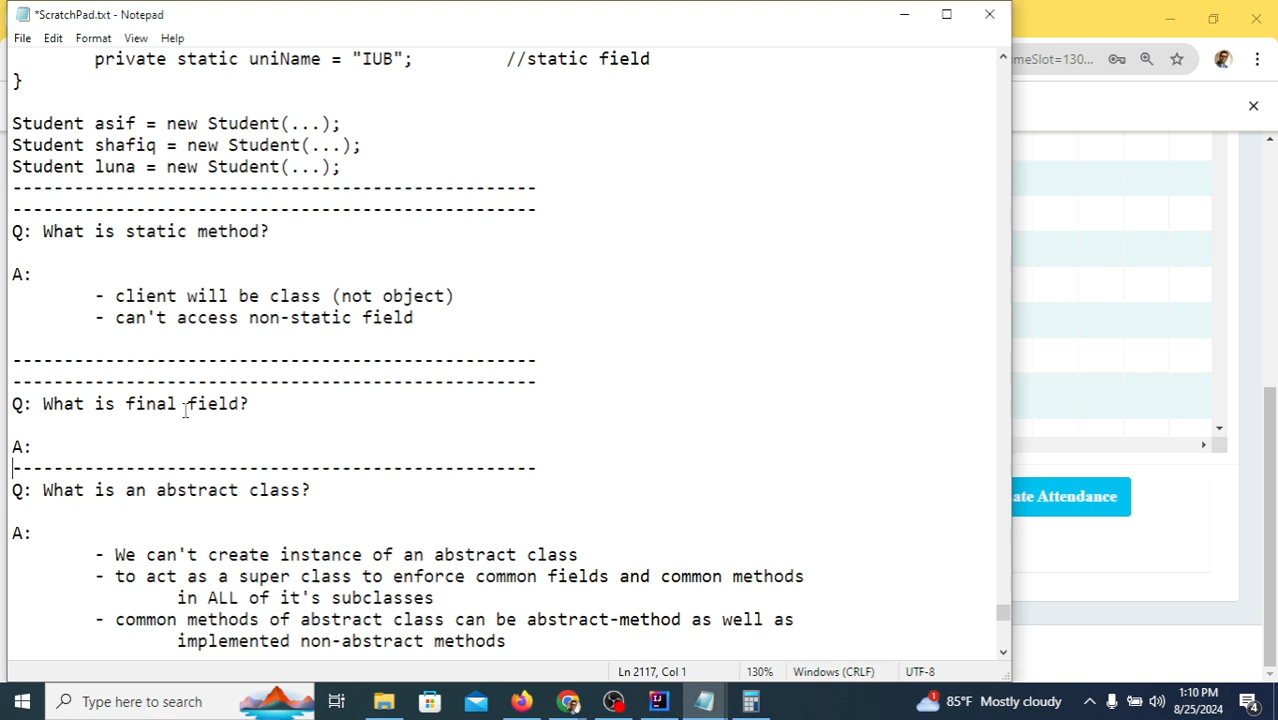 *ScratchPad.txt - Notepad
File Edit Format View Help
private static uniName = "IUB"; //static field
}
Student asif = new Student(...);
Student shafiq = new Student(...);
Student luna = new Student(...);
---------------------------------------------------
---------------------------------------------------
Q: What is static method?
A:
- client will be class (not object)
- can't access non-static field
---------------------------------------------------
---------------------------------------------------
Q: What is final field?
A:
---------------------------------------------------
Q: What is an abstract class?
A:
- We can't create instance of an abstract class
- to act as a super class to enforce common fields and common methods
in ALL of it's subclasses
- common methods of abstract class can be abstract-method as well as
implemented non-abstract methods
Ln 2117, Col 1 130% Windows (CRLF) UTF-8
imeSlot=130...
ate Attendance
Type here to search
85°F Mostly cloudy
1:10 PM
8/25/2024
4